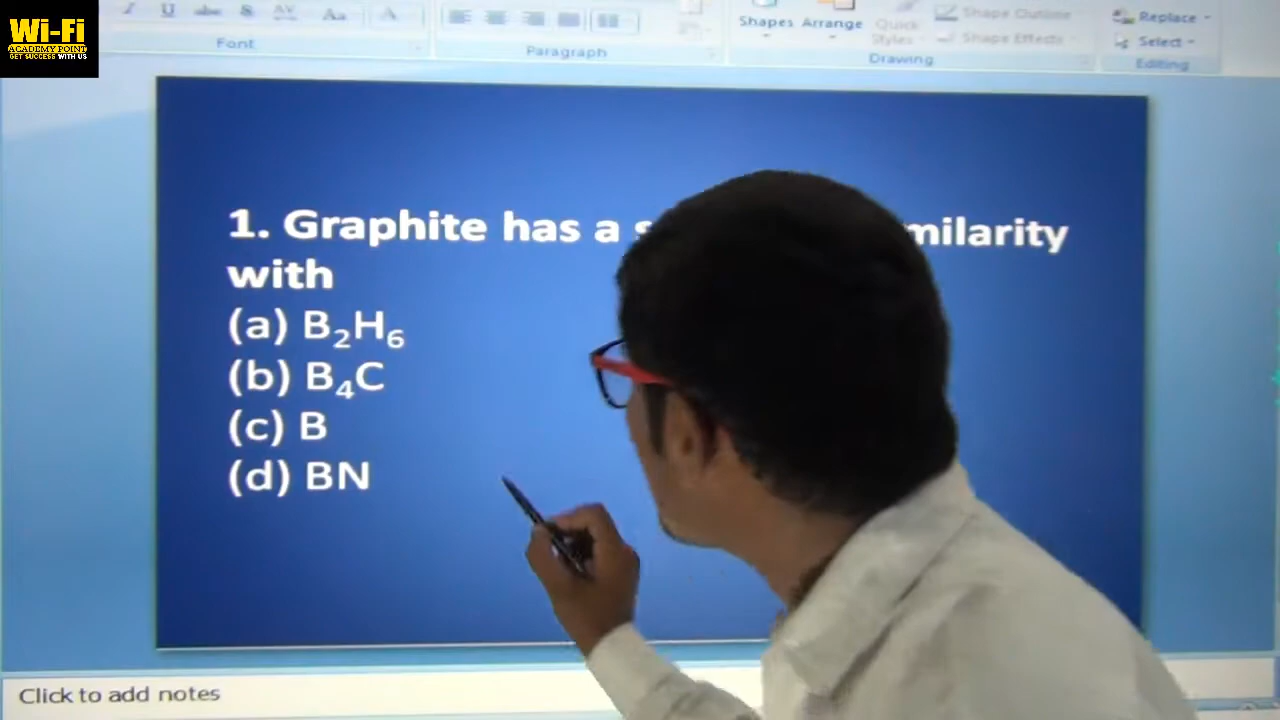 Wi-Fi
ACADEMY POINT
GET SUCCESS WITH US
Font
Paragraph
Shapes Arrange Quick Styles
Shape Outline
Shape Effects
Drawing
Replace
Select
Editing
1. Graphite has a s milarity
with
(a) B₂H₆
(b) B₄C
(c) B
(d) BN
Click to add notes